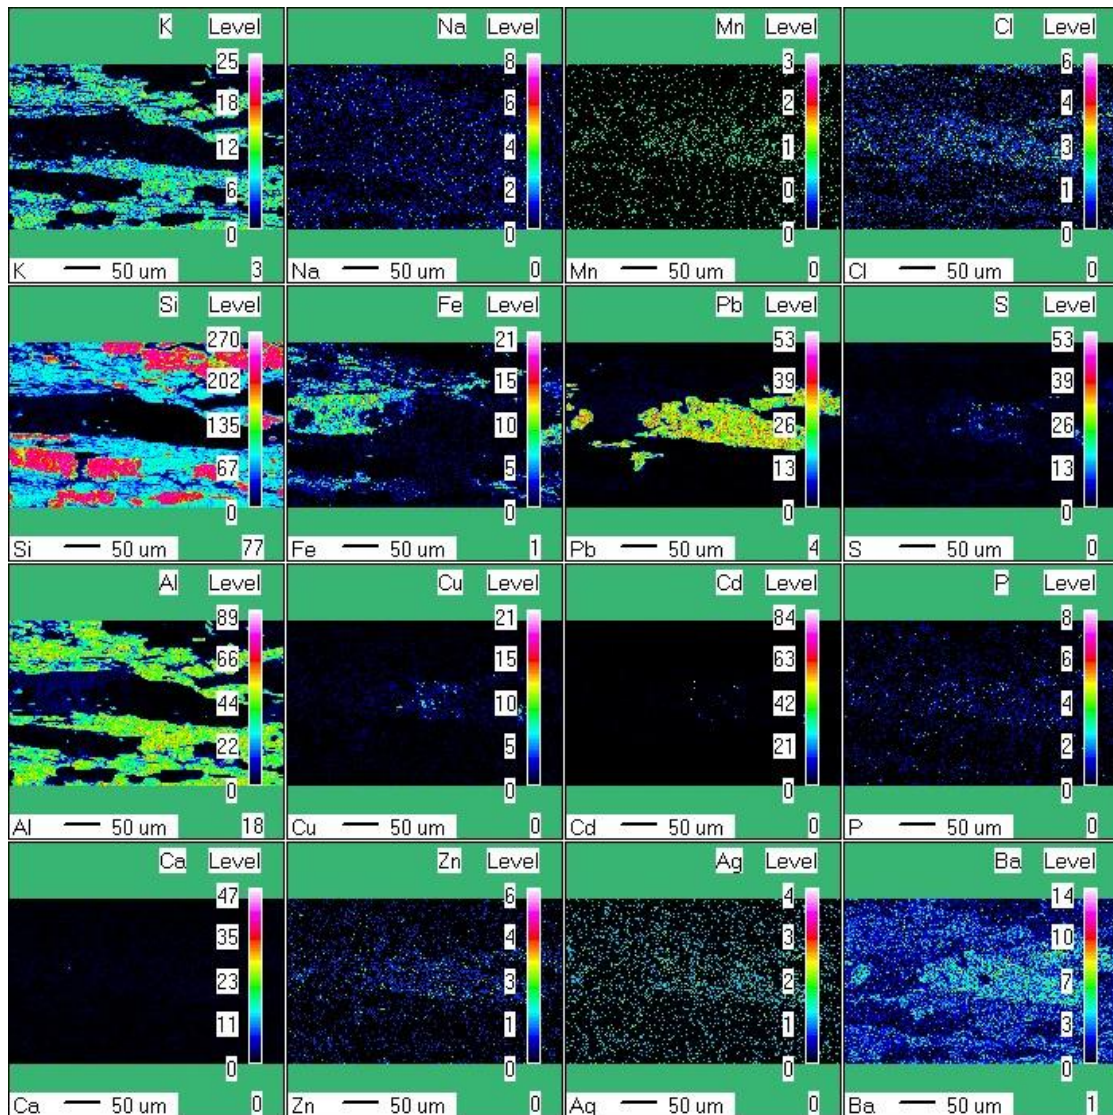 K Level
25
18
12
6
0
K 50 um 3
Na Level
8
6
4
2
0
Na 50 um 0
Mn Level
3
2
1
0
0
Mn 50 um 0
Cl Level
6
4
3
1
0
Cl 50 um 0
Si Level
270
202
135
67
0
Si 50 um 77
Fe Level
21
15
10
5
0
Fe 50 um 1
Pb Level
53
39
26
13
0
Pb 50 um 4
S Level
53
39
26
13
0
S 50 um 0
Al Level
89
66
44
22
0
Al 50 um 18
Cu Level
21
15
10
5
0
Cu 50 um 0
Cd Level
84
63
42
21
0
Cd 50 um 0
P Level
8
6
4
2
0
P 50 um 0
Ca Level
47
35
23
11
0
Ca 50 um 0
Zn Level
6
4
3
1
0
Zn 50 um 0
Ag Level
4
3
2
1
0
Ag 50 um 0
Ba Level
14
10
7
3
0
Ba 50 um 1